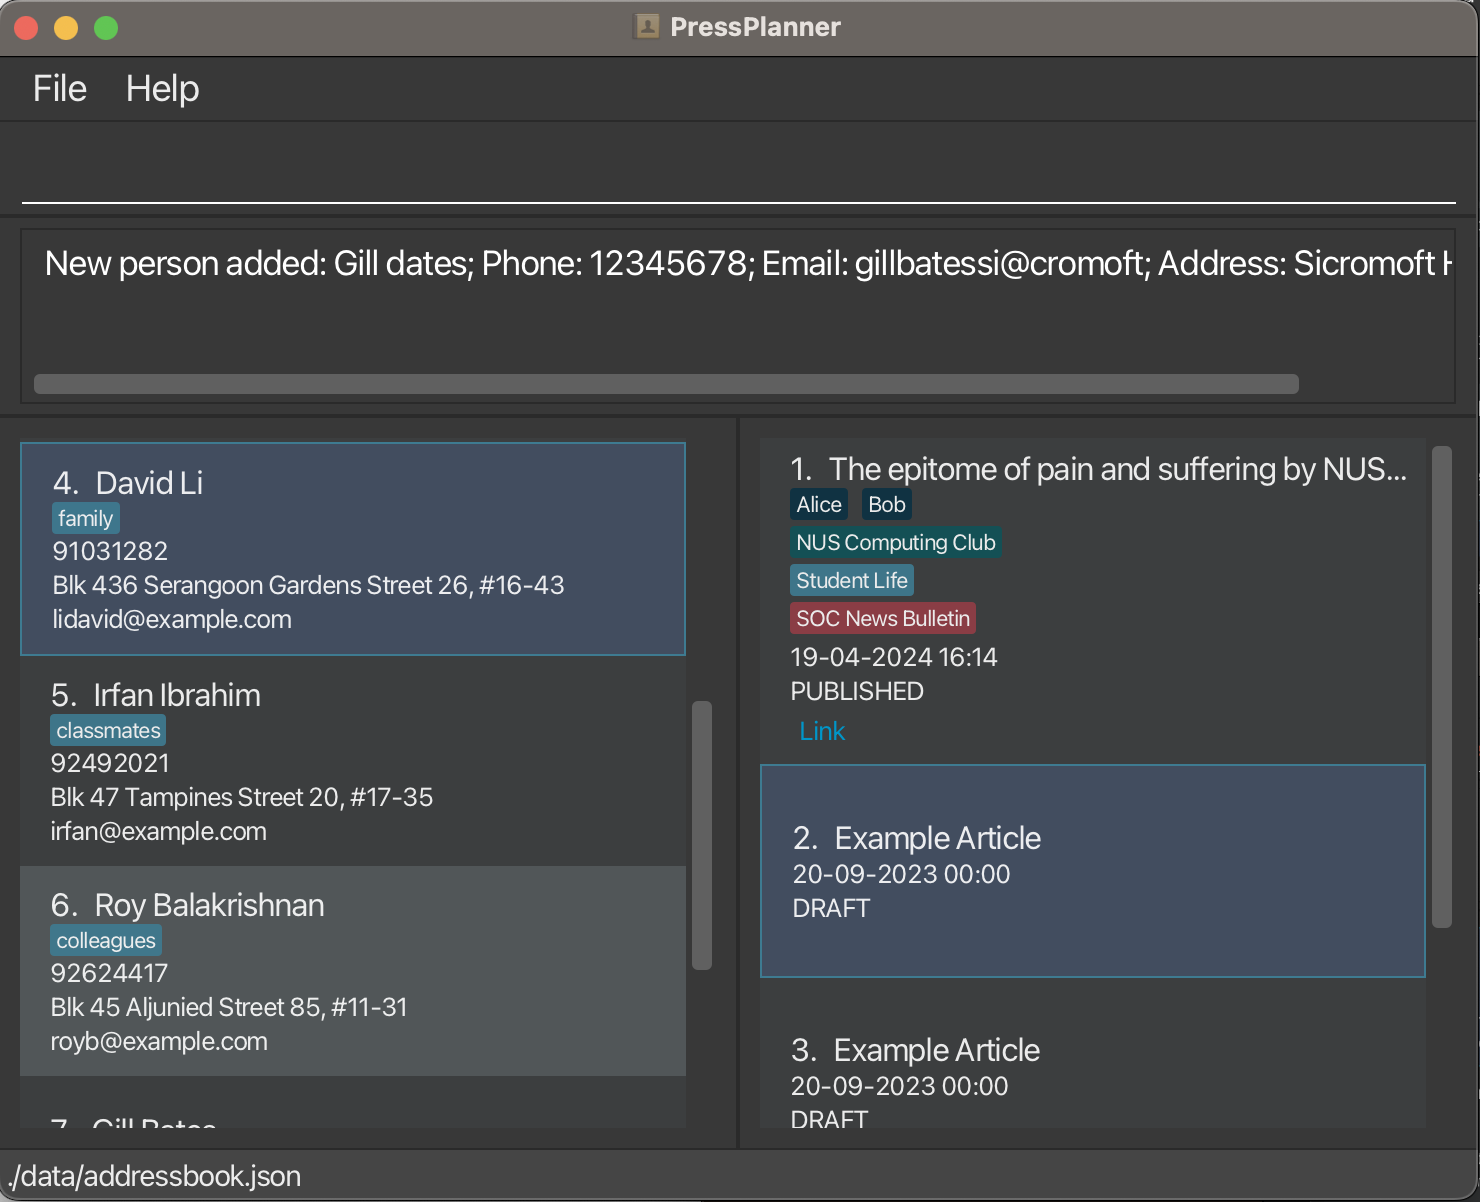 PressPlanner
File Help
New person added: Gill dates; Phone: 12345678; Email: gillbatessi@cromoft; Address: Sicromoft H
4. David Li
family
91031282
Blk 436 Serangoon Gardens Street 26, #16-43
lidavid@example.com
5. Irfan Ibrahim
classmates
92492021
Blk 47 Tampines Street 20, #17-35
irfan@example.com
6. Roy Balakrishnan
colleagues
92624417
Blk 45 Aljunied Street 85, #11-31
royb@example.com
7. Gill Bates
1. The epitome of pain and suffering by NUS...
Alice Bob
NUS Computing Club
Student Life
SOC News Bulletin
19-04-2024 16:14
PUBLISHED
Link
2. Example Article
20-09-2023 00:00
DRAFT
3. Example Article
20-09-2023 00:00
DRAFT
./data/addressbook.json